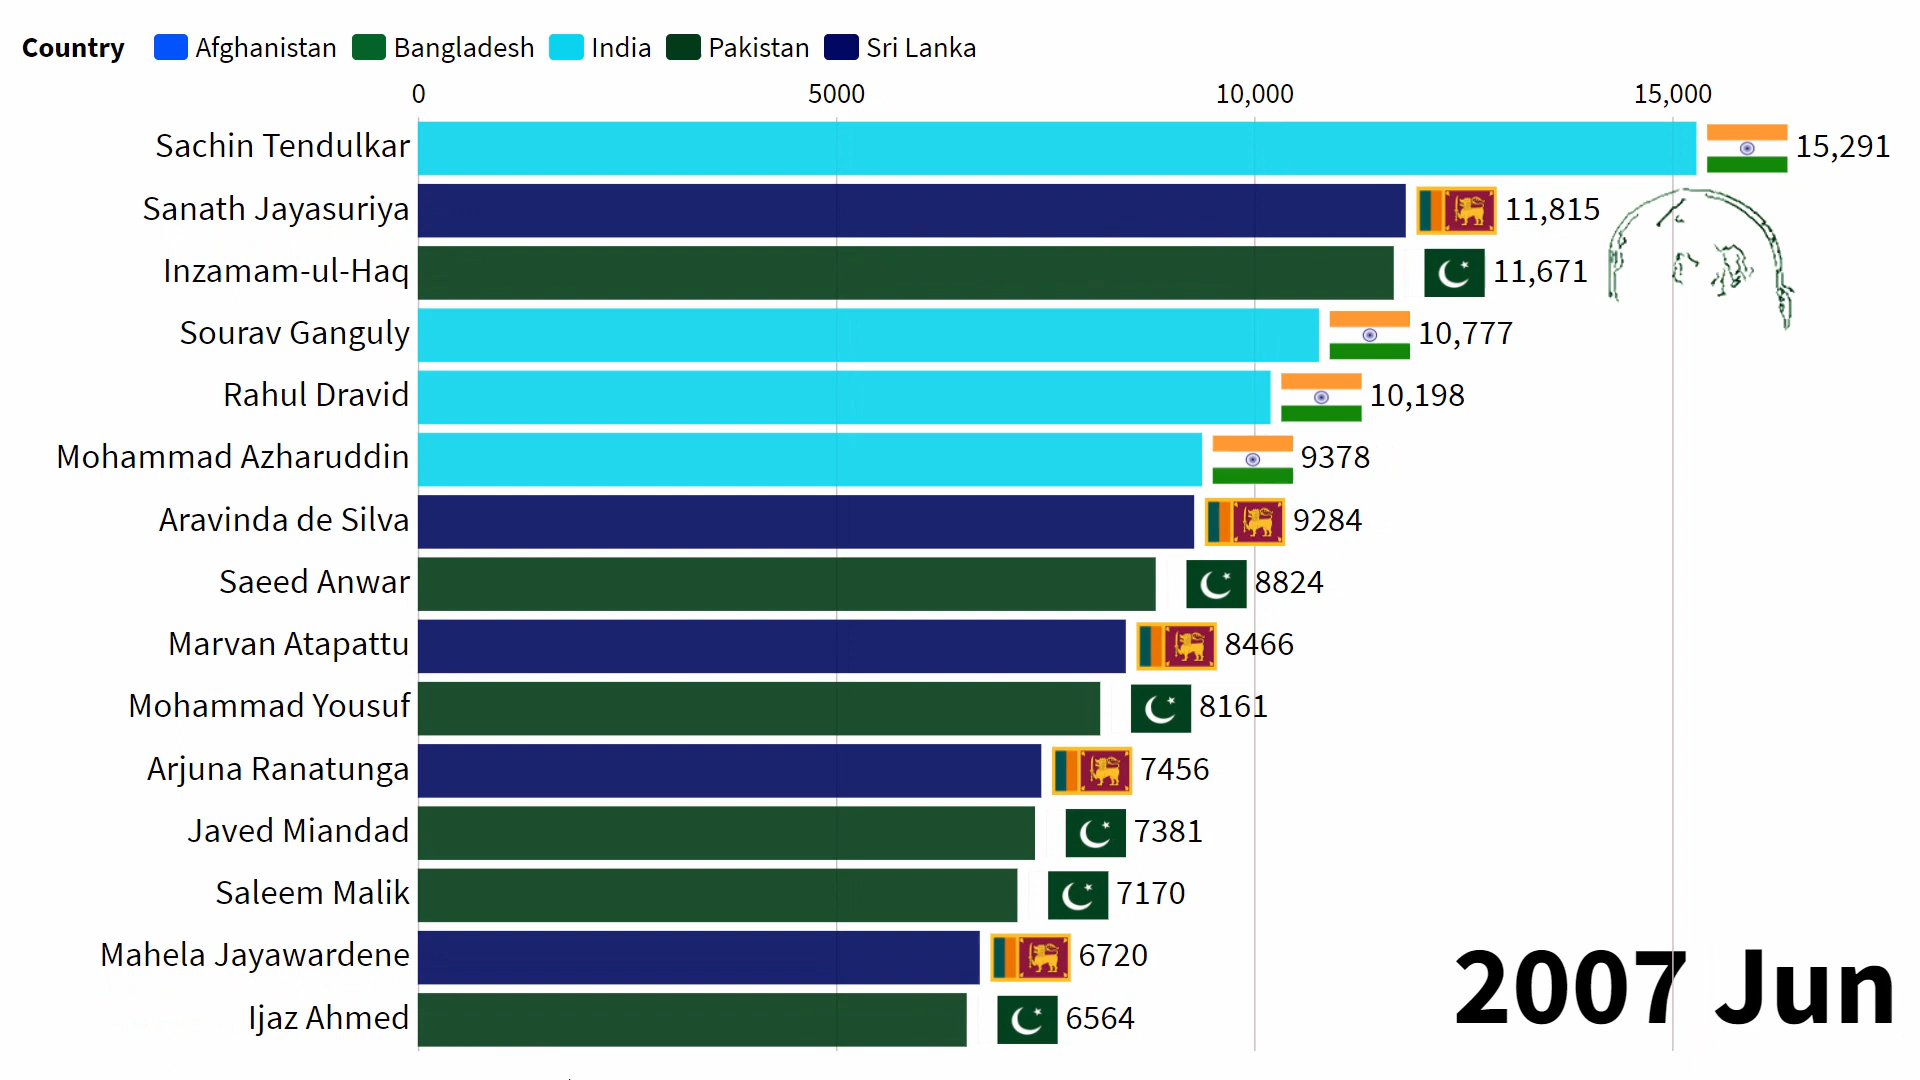 Country Afghanistan Bangladesh India Pakistan Sri Lanka
0 5000 10,000 15,000
Sachin Tendulkar 15,291
Sanath Jayasuriya 11,815
Inzamam-ul-Haq 11,671
Sourav Ganguly 10,777
Rahul Dravid 10,198
Mohammad Azharuddin 9378
Aravinda de Silva 9284
Saeed Anwar 8824
Marvan Atapattu 8466
Mohammad Yousuf 8161
Arjuna Ranatunga 7456
Javed Miandad 7381
Saleem Malik 7170
Mahela Jayawardene 6720
Ijaz Ahmed 6564
2007 Jun